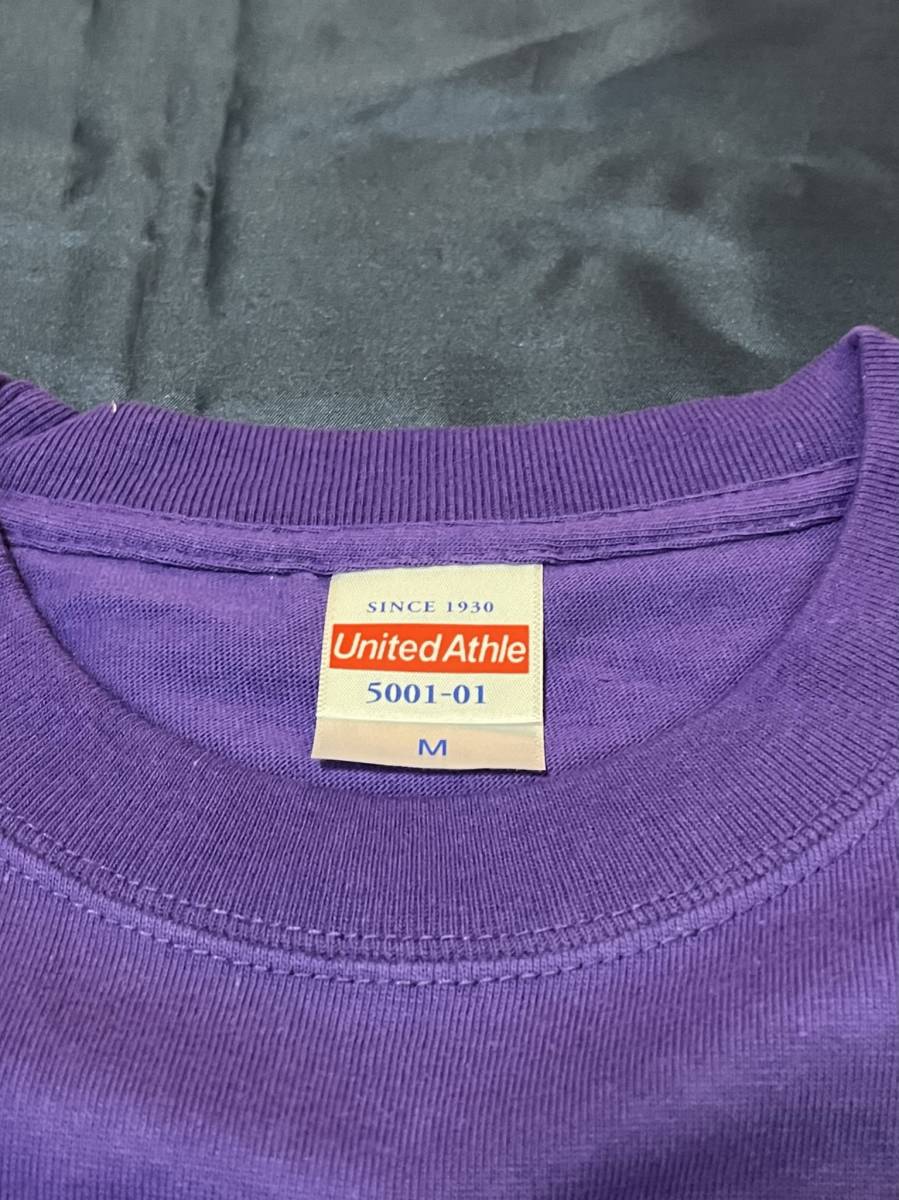 SINCE 1930
United Athle
5001-01
M